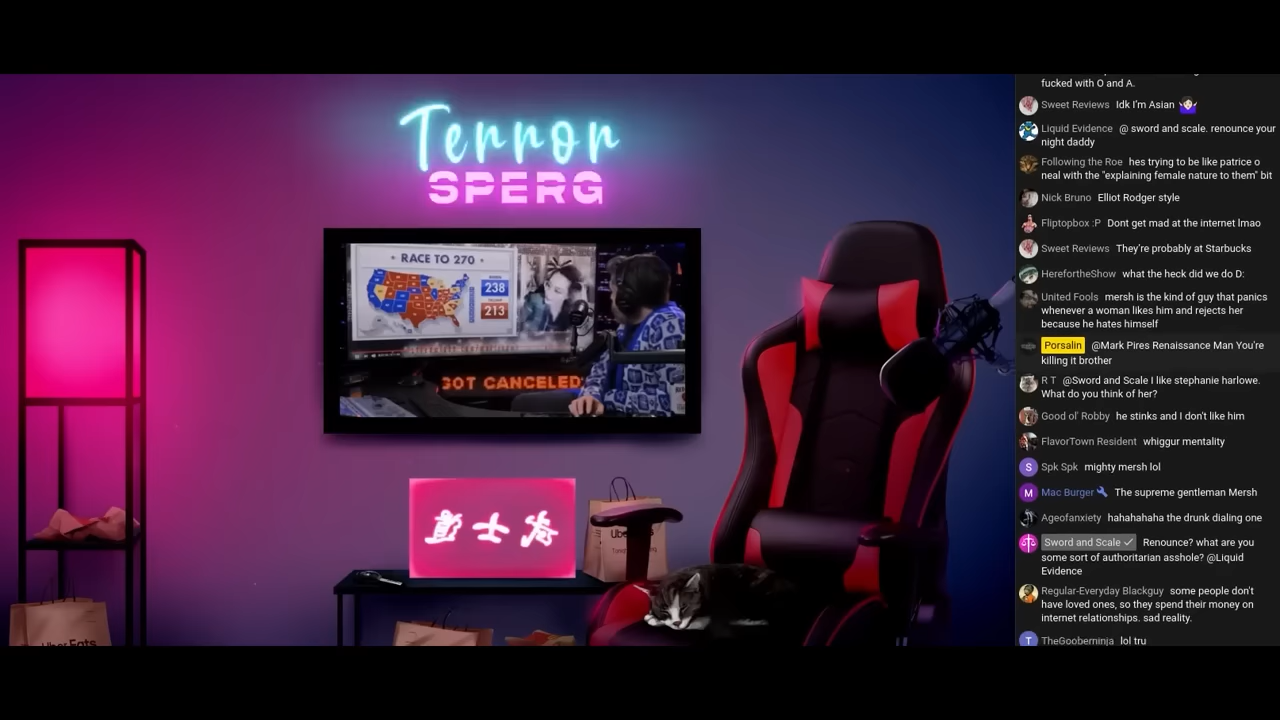 Terror
SPERG
RACE TO 270
238
213
GOT CANCELED
Uber
Uber Eats
fucked with O and A.
Sweet Reviews Idk I'm Asian 🤷🏻‍♀️
Liquid Evidence @ sword and scale. renounce your
night daddy
Following the Roe hes trying to be like patrice o
neal with the "explaining female nature to them" bit
Nick Bruno Elliot Rodger style
Fliptopbox :P Dont get mad at the internet lmao
Sweet Reviews They're probably at Starbucks
HerefortheShow what the heck did we do D:
United Fools mersh is the kind of guy that panics
whenever a woman likes him and rejects her
because he hates himself
Porsalin @Mark Pires Renaissance Man You're
killing it brother
R T @Sword and Scale I like stephanie harlowe.
What do you think of her?
Good ol' Robby he stinks and I don't like him
FlavorTown Resident whiggur mentality
S Spk Spk mighty mersh lol
M Mac Burger The supreme gentleman Mersh
Ageofanxiety hahahahaha the drunk dialing one
Sword and Scale Renounce? what are you
some sort of authoritarian asshole? @Liquid
Evidence
Regular-Everyday Blackguy some people don't
have loved ones, so they spend their money on
internet relationships. sad reality.
T TheGooberninja lol tru